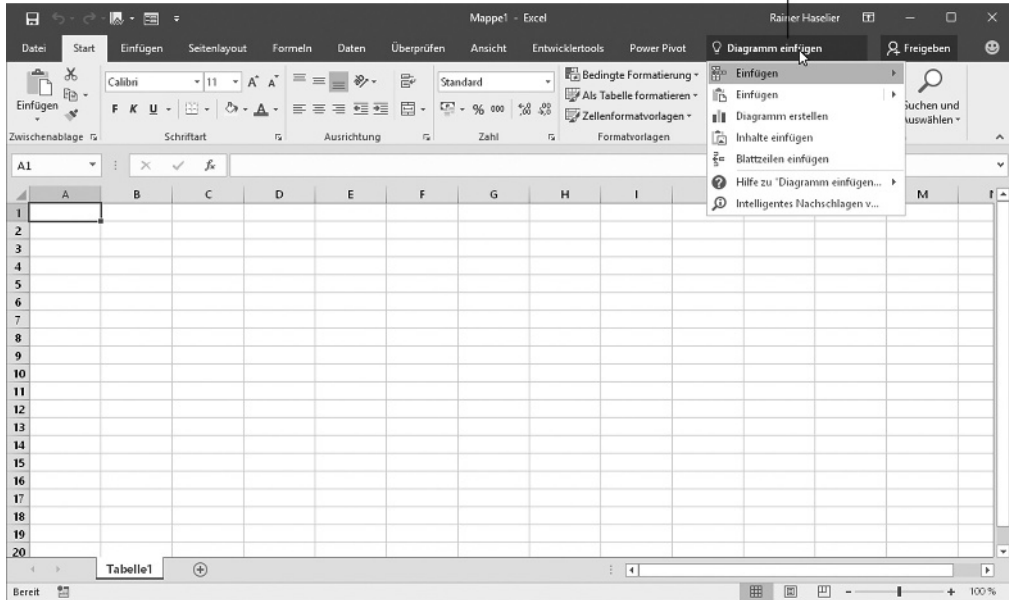 Mappe1 - Excel
Rainer Haselier
Datei Start Einfügen Seitenlayout Formeln Daten Überprüfen Ansicht Entwicklertools Power Pivot Diagramm einfügen Freigeben
Einfügen
Calibri 11
F K U
A
Standard
% 000
Bedingte Formatierung
Als Tabelle formatieren
Zellenformatvorlagen
Suchen und
Auswählen
Zwischenablage Schriftart Ausrichtung Zahl Formatvorlagen
Einfügen
Einfügen
Diagramm erstellen
Inhalte einfügen
Blattzeilen einfügen
Hilfe zu "Diagramm einfügen...
Intelligentes Nachschlagen v...
A1 fx
A B C D E F G H I M
1
2
3
4
5
6
7
8
9
10
11
12
13
14
15
16
17
18
19
20
Tabelle1
Bereit 100 %